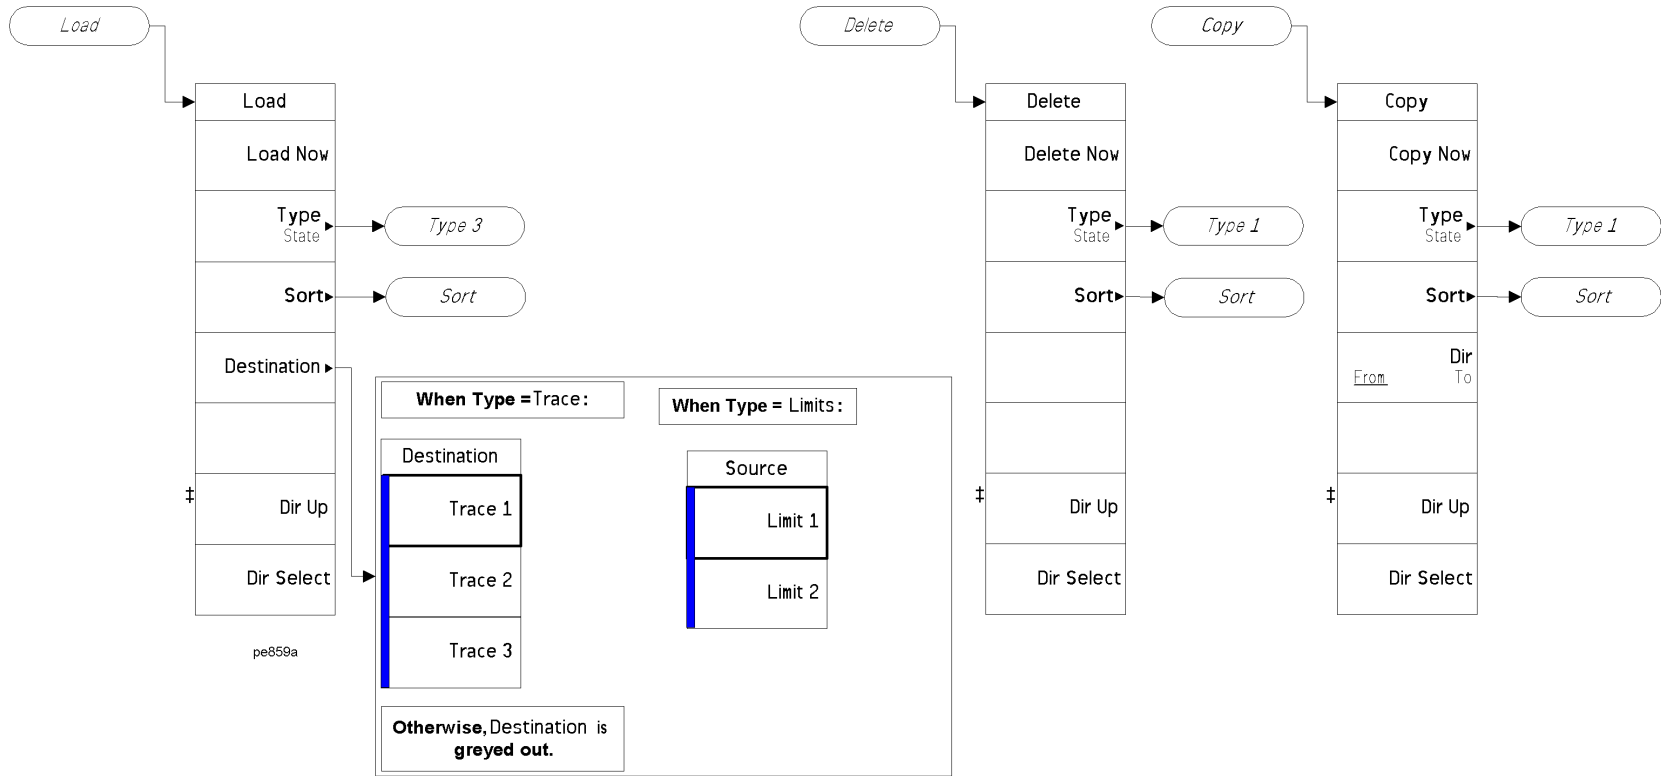 Load
Load
Load Now
Type
State
Type 3
Sort
Sort
Destination
‡
Dir Up
Dir Select
pe859a
When Type =Trace:
Destination
Trace 1
Trace 2
Trace 3
Otherwise, Destination is
greyed out.
When Type = Limits:
Source
Limit 1
Limit 2
Delete
Delete
Delete Now
Type
State
Type 1
Sort
Sort
‡
Dir Up
Dir Select
Copy
Copy
Copy Now
Type
State
Type 1
Sort
Sort
Dir
From To
‡
Dir Up
Dir Select